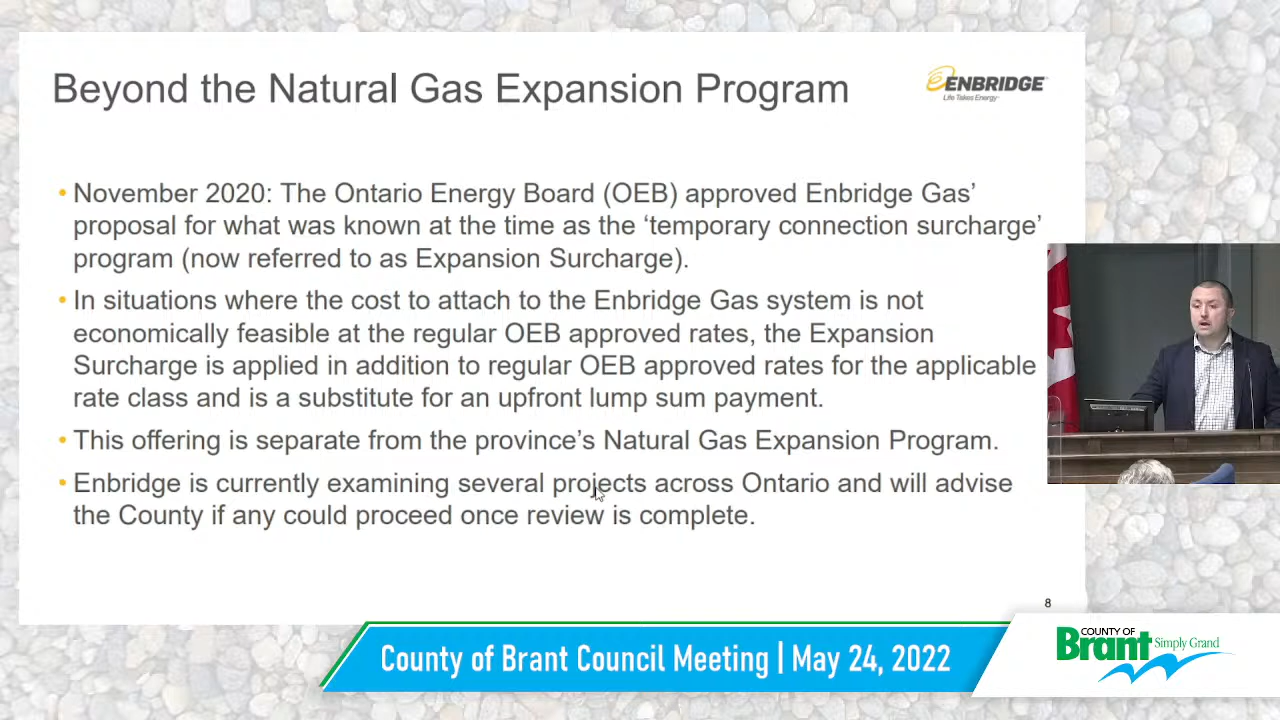 Beyond the Natural Gas Expansion Program
ENBRIDGE
Life Takes Energy™
• November 2020: The Ontario Energy Board (OEB) approved Enbridge Gas’
proposal for what was known at the time as the ‘temporary connection surcharge’
program (now referred to as Expansion Surcharge).
• In situations where the cost to attach to the Enbridge Gas system is not
economically feasible at the regular OEB approved rates, the Expansion
Surcharge is applied in addition to regular OEB approved rates for the applicable
rate class and is a substitute for an upfront lump sum payment.
• This offering is separate from the province’s Natural Gas Expansion Program.
• Enbridge is currently examining several projects across Ontario and will advise
the County if any could proceed once review is complete.
8
County of Brant Council Meeting | May 24, 2022
COUNTY OF
Brant Simply Grand